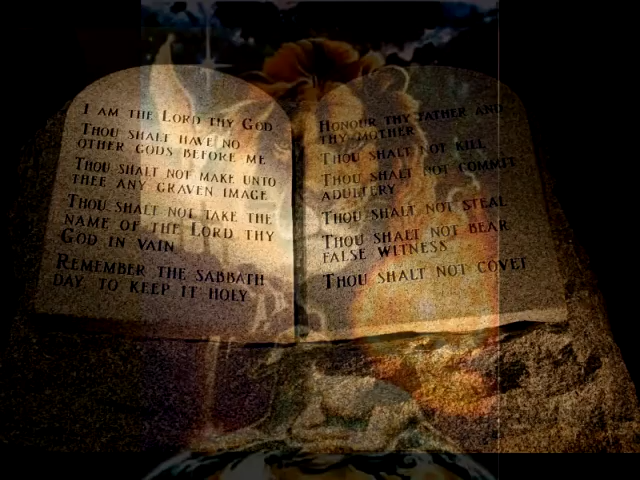 I AM THE LORD THY GOD
THOU SHALT HAVE NO
OTHER GODS BEFORE ME
THOU SHALT NOT MAKE UNTO
THEE ANY GRAVEN IMAGE
THOU SHALT NOT TAKE THE
NAME OF THE LORD THY
GOD IN VAIN
REMEMBER THE SABBATH
DAY, TO KEEP IT HOLY
HONOUR THY FATHER AND
THY MOTHER
THOU SHALT NOT KILL
THOU SHALT NOT COMMIT
ADULTERY
THOU SHALT NOT STEAL
THOU SHALT NOT BEAR
FALSE WITNESS
THOU SHALT NOT COVET